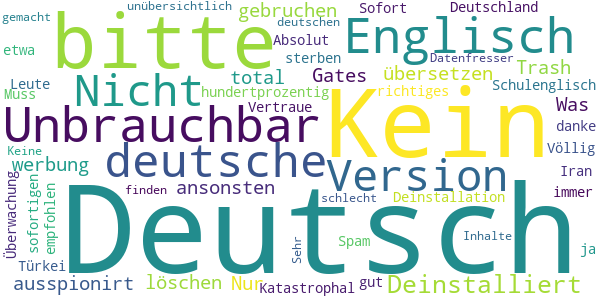 unübersichtlich
gemacht
bitte
gebruchen
Sofort
Deutschland
deutschen
Englisch
etwa
Absolut
sterben
Datenfresser
Leute
Nicht
total
Gates
übersetzen
Trash
Muss
hundertprozentig
richtiges
Schulenglisch
Unbrauchbar
Vertraue
Kein
Was
danke
Keine
werbung
deutsche
Version
Völlig
Iran
Überwachung
sofortigen
empfohlen
finden
ansonsten
schlecht
Deinstallation
immer
Deutsch
Sehr
Spam
Inhalte
ja
Türkei
ausspioniert
löschen
Nur
Katastrophal
gut
Deinstalliert